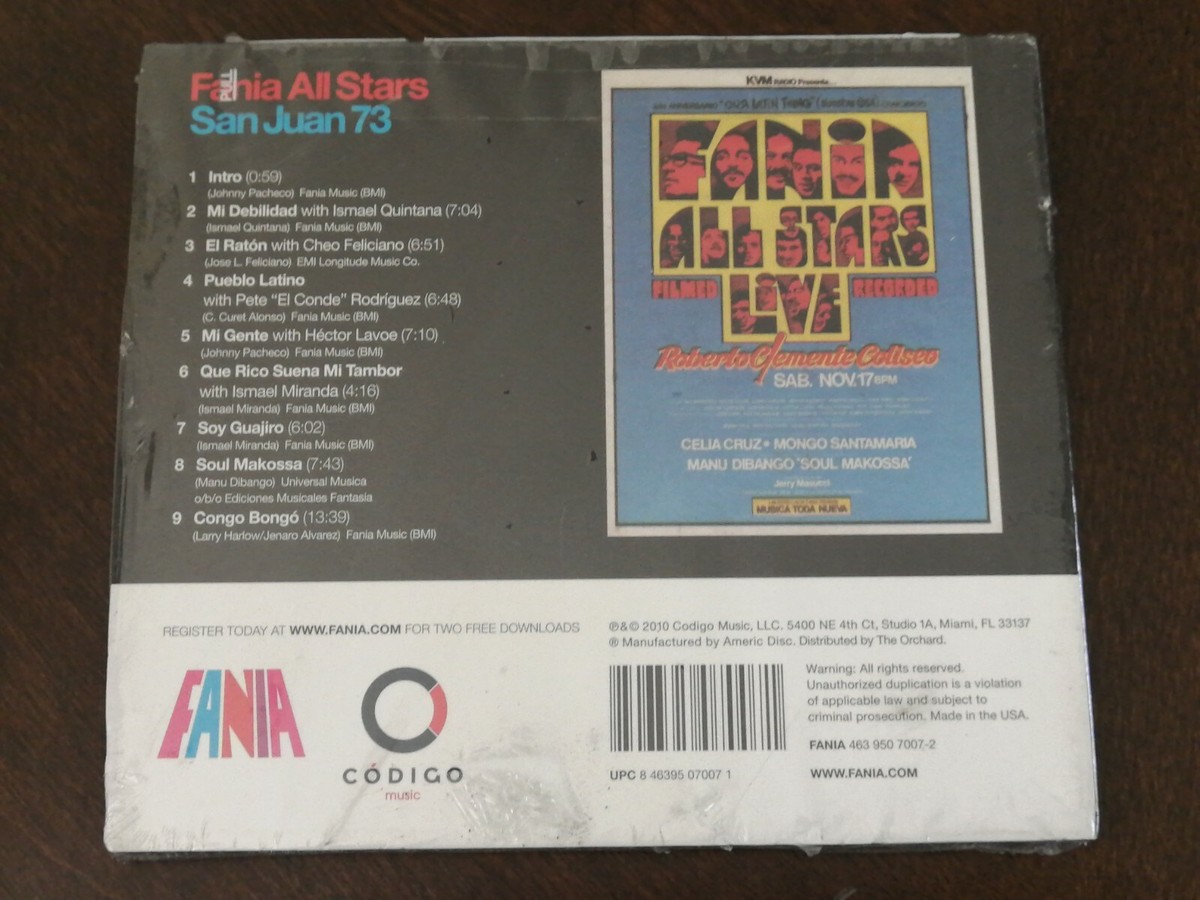 PULL
Fania All Stars
San Juan 73
1 Intro (0:59)
(Johnny Pacheco) Fania Music (BMI)
2 Mi Debilidad with Ismael Quintana (7:04)
(Ismael Quintana) Fania Music (BMI)
3 El Ratón with Cheo Feliciano (6:51)
(Jose L. Feliciano) EMI Longitude Music Co.
4 Pueblo Latino
with Pete "El Conde" Rodríguez (6:48)
(C. Curet Alonso) Fania Music (BMI)
5 Mi Gente with Héctor Lavoe (7:10)
(Johnny Pacheco) Fania Music (BMI)
6 Que Rico Suena Mi Tambor
with Ismael Miranda (4:16)
(Ismael Miranda) Fania Music (BMI)
7 Soy Guajiro (6:02)
(Ismael Miranda) Fania Music (BMI)
8 Soul Makossa (7:43)
(Manu Dibango) Universal Musica
o/b/o Ediciones Musicales Fantasia
9 Congo Bongó (13:39)
(Larry Harlow/Jenaro Alvarez) Fania Music (BMI)
KVM RADIO Presents...
"OUR LATIN THING"
FANIA
ALL STARS
FILMED LIVE RECORDED
Roberto Clemente Coliseo
SAB. NOV.17 8PM
CELIA CRUZ • MONGO SANTAMARIA
MANU DIBANGO 'SOUL MAKOSSA'
Jerry Masucci
MUSICA TODA NUEVA
REGISTER TODAY AT WWW.FANIA.COM FOR TWO FREE DOWNLOADS
FANIA
CÓDIGO
music
℗&© 2010 Codigo Music, LLC. 5400 NE 4th Ct, Studio 1A, Miami, FL 33137
® Manufactured by Americ Disc. Distributed by The Orchard.
Warning: All rights reserved.
Unauthorized duplication is a violation
of applicable law and subject to
criminal prosecution. Made in the USA.
FANIA 463 950 7007-2
UPC 8 46395 07007 1
WWW.FANIA.COM